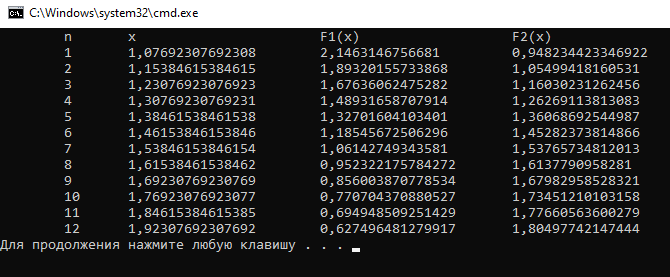 C:\Windows\system32\cmd.exe
n x F1(x) F2(x)
1 1,07692307692308 2,1463146756681 0,948234423346922
2 1,15384615384615 1,89320155733868 1,05499418160531
3 1,23076923076923 1,67636062475282 1,16030231262456
4 1,30769230769231 1,48931658707914 1,26269113813083
5 1,38461538461538 1,32701604103401 1,36068692544987
6 1,46153846153846 1,18545672506296 1,45282373814866
7 1,53846153846154 1,06142749343581 1,53765734812013
8 1,61538461538462 0,952322175784272 1,6137790958281
9 1,69230769230769 0,856003870778534 1,67982958528321
10 1,76923076923077 0,770704370880527 1,73451210103158
11 1,84615384615385 0,694948509251429 1,77660563600279
12 1,92307692307692 0,627496481279917 1,80497742147444
Для продолжения нажмите любую клавишу . . .